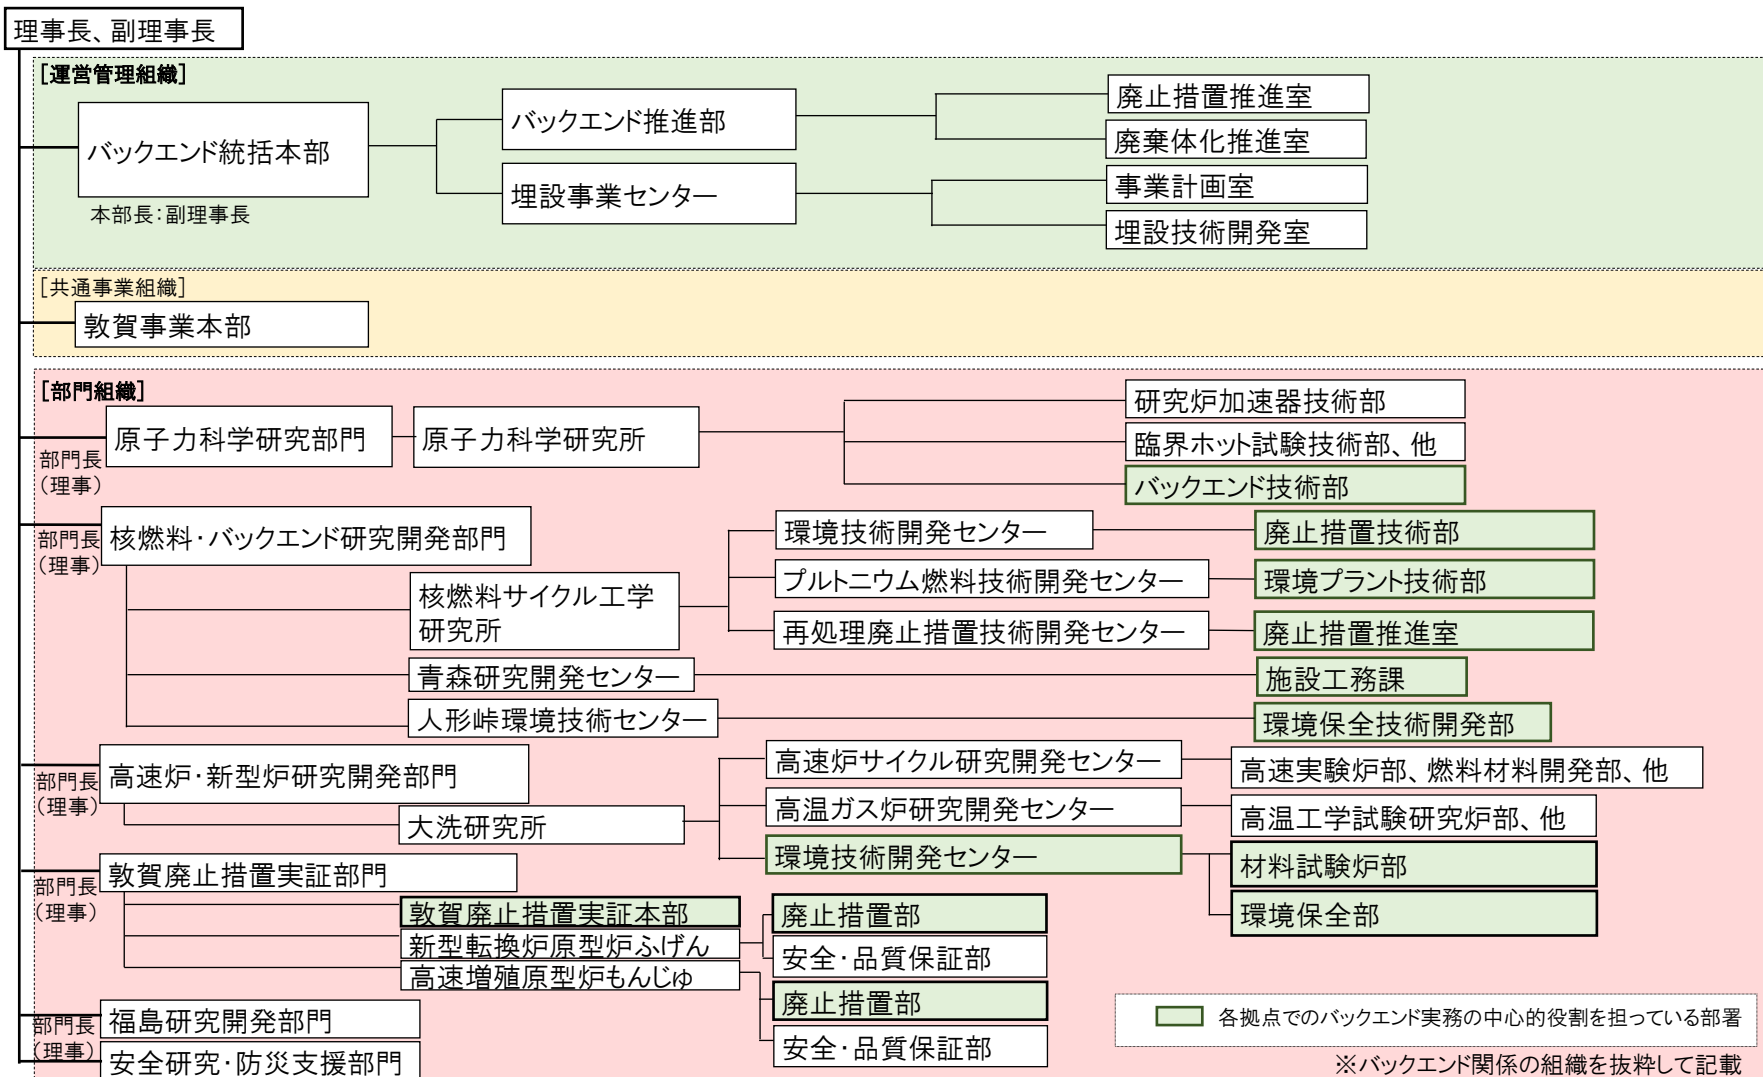 理事長、副理事長
［運営管理組織］
バックエンド統括本部
本部長：副理事長
バックエンド推進部
廃止措置推進室
廃棄体化推進室
埋設事業センター
事業計画室
埋設技術開発室
［共通事業組織］
敦賀事業本部
［部門組織］
原子力科学研究部門
部門長
（理事）
原子力科学研究所
研究炉加速器技術部
臨界ホット試験技術部、他
バックエンド技術部
核燃料・バックエンド研究開発部門
部門長
（理事）
核燃料サイクル工学
研究所
環境技術開発センター
廃止措置技術部
プルトニウム燃料技術開発センター
環境プラント技術部
再処理廃止措置技術開発センター
廃止措置推進室
青森研究開発センター
施設工務課
人形峠環境技術センター
環境保全技術開発部
高速炉・新型炉研究開発部門
部門長
（理事）
大洗研究所
高速炉サイクル研究開発センター
高速実験炉部、燃料材料開発部、他
高温ガス炉研究開発センター
高温工学試験研究炉部、他
環境技術開発センター
材料試験炉部
環境保全部
敦賀廃止措置実証部門
部門長
（理事）
敦賀廃止措置実証本部
新型転換炉原型炉ふげん
廃止措置部
安全・品質保証部
高速増殖原型炉もんじゅ
廃止措置部
安全・品質保証部
福島研究開発部門
部門長
（理事）
安全研究・防災支援部門
各拠点でのバックエンド実務の中心的役割を担っている部署
※バックエンド関係の組織を抜粋して記載